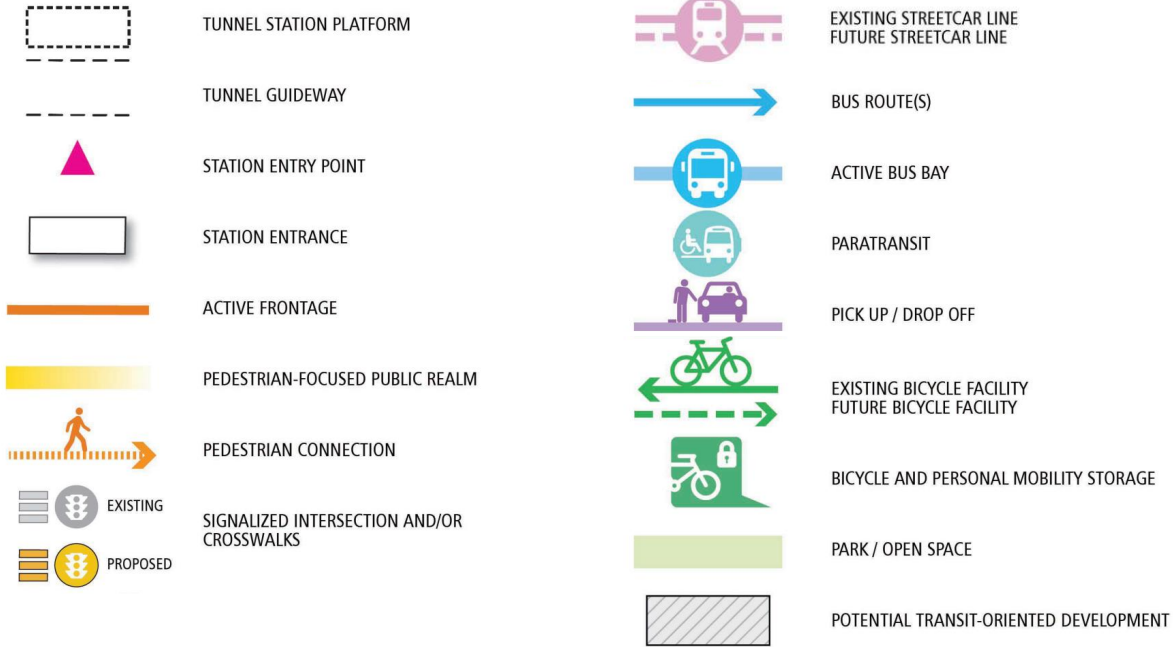 TUNNEL STATION PLATFORM
TUNNEL GUIDEWAY
STATION ENTRY POINT
STATION ENTRANCE
ACTIVE FRONTAGE
PEDESTRIAN-FOCUSED PUBLIC REALM
PEDESTRIAN CONNECTION
EXISTING
PROPOSED
SIGNALIZED INTERSECTION AND/OR
CROSSWALKS
EXISTING STREETCAR LINE
FUTURE STREETCAR LINE
BUS ROUTE(S)
ACTIVE BUS BAY
PARATRANSIT
PICK UP / DROP OFF
EXISTING BICYCLE FACILITY
FUTURE BICYCLE FACILITY
BICYCLE AND PERSONAL MOBILITY STORAGE
PARK / OPEN SPACE
POTENTIAL TRANSIT-ORIENTED DEVELOPMENT